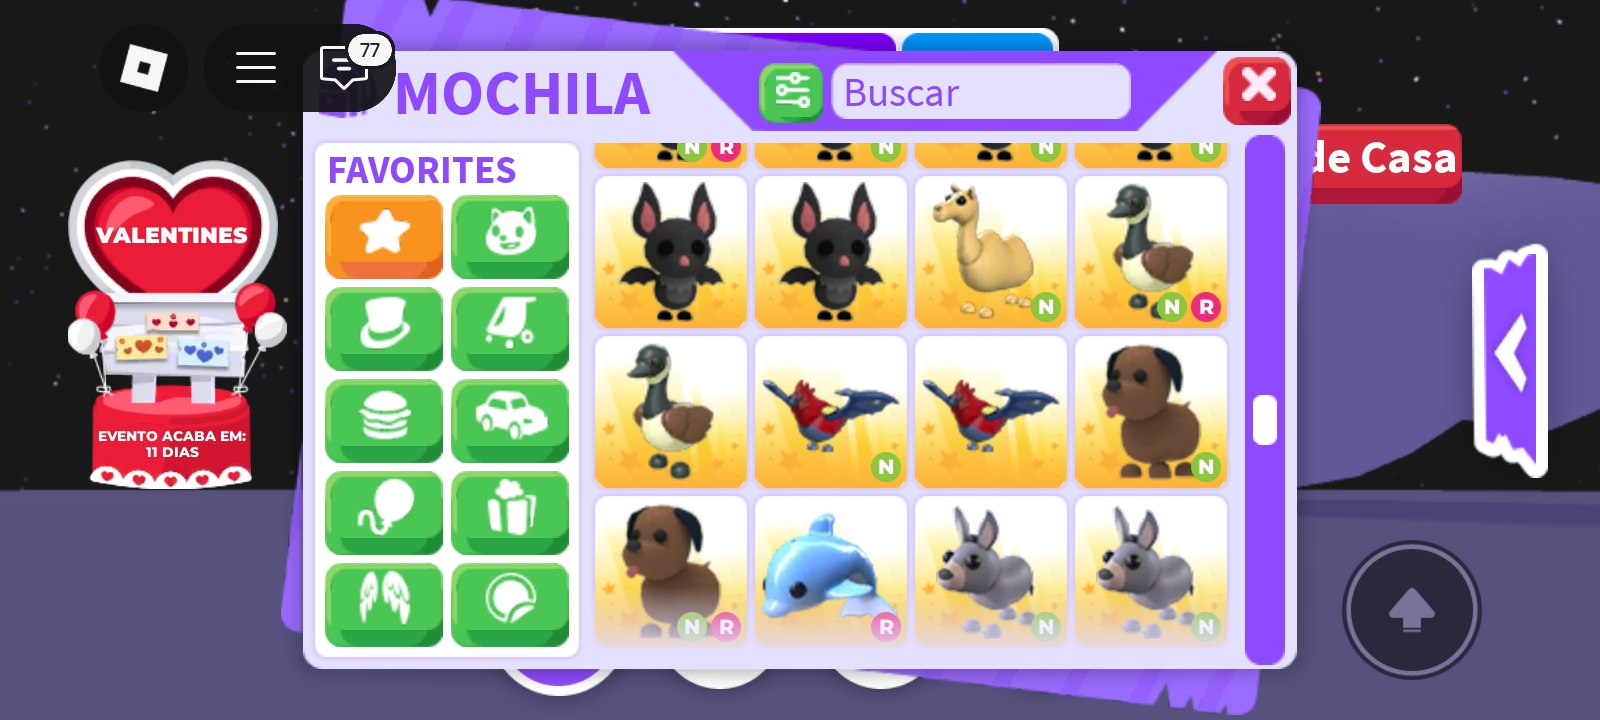 77
MOCHILA
Buscar
FAVORITES
de Casa
VALENTINES
EVENTO ACABA EM:
11 DIAS
N R N N N
N N R
N N
N R R N N